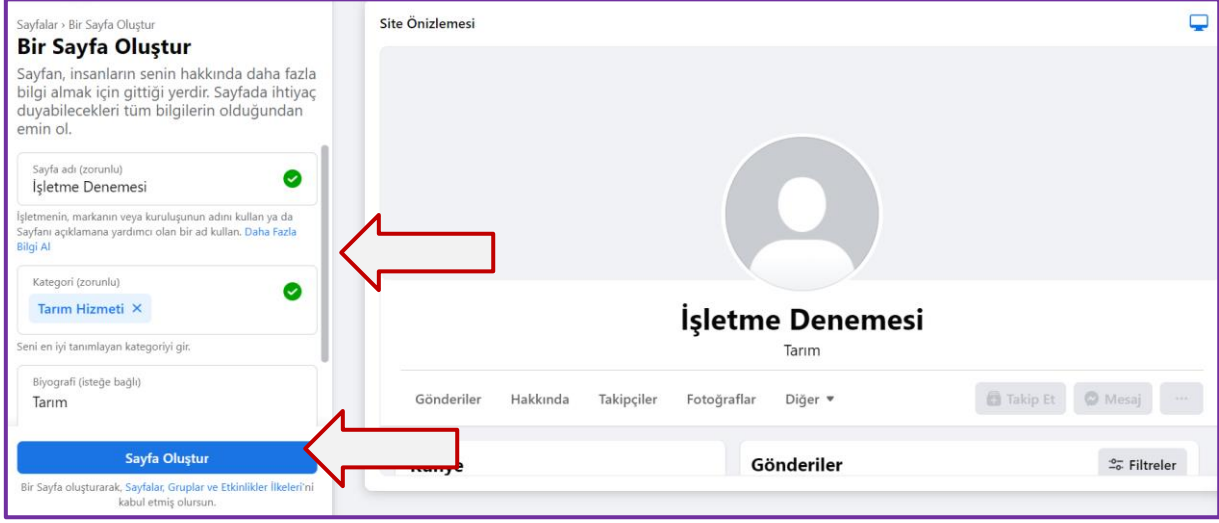 Sayfalar › Bir Sayfa Oluştur
Bir Sayfa Oluştur
Sayfan, insanların senin hakkında daha fazla
bilgi almak için gittiği yerdir. Sayfada ihtiyaç
duyabilecekleri tüm bilgilerin olduğundan
emin ol.
Sayfa adı (zorunlu)
İşletme Denemesi
İşletmenin, markanın veya kuruluşunun adını kullan ya da
Sayfanı açıklamana yardımcı olan bir ad kullan. Daha Fazla
Bilgi Al
Kategori (zorunlu)
Tarım Hizmeti ×
Seni en iyi tanımlayan kategoriyi gir.
Biyografi (isteğe bağlı)
Tarım
Sayfa Oluştur
Bir Sayfa oluşturarak, Sayfalar, Gruplar ve Etkinlikler İlkeleri'ni
kabul etmiş olursun.
Site Önizlemesi
İşletme Denemesi
Tarım
Gönderiler Hakkında Takipçiler Fotoğraflar Diğer ▼ Takip Et Mesaj ···
Künye
Gönderiler Filtreler